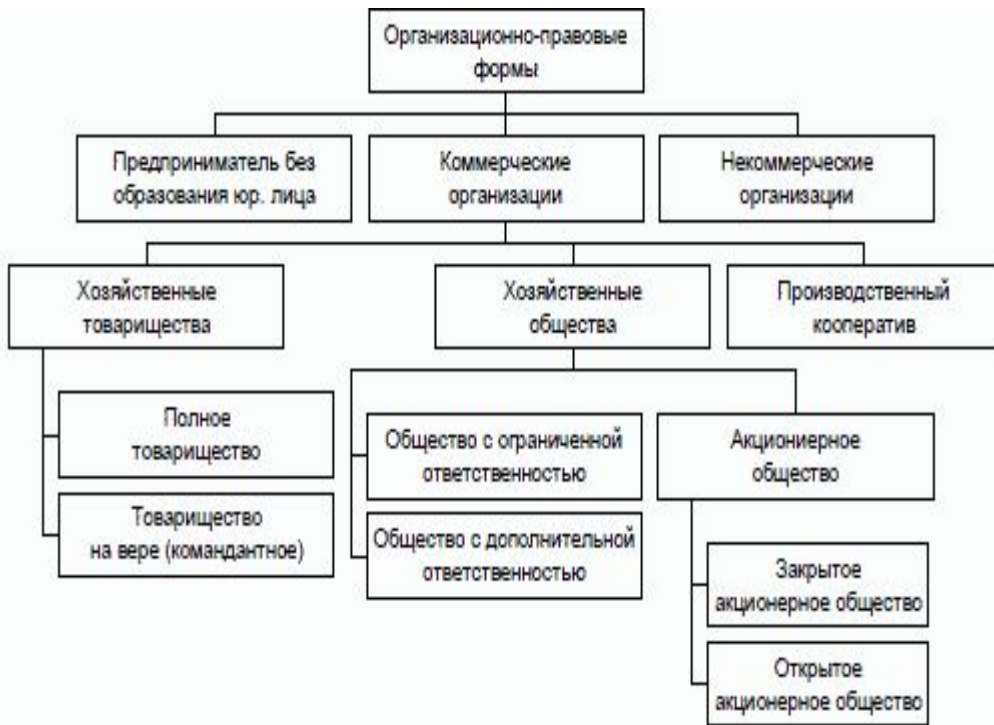 Организационно-правовые
формы
Предприниматель без
образования юр. лица
Коммерческие
организации
Некоммерческие
организации
Хозяйственные
товарищества
Хозяйственные
общества
Производственный
кооператив
Полное
товарищество
Товарищество
на вере (командантное)
Общество с ограниченной
ответственностью
Общество с дополнительной
ответственностью
Акциониерное
общество
Закрытое
акционерное общество
Открытое
акционерное общество